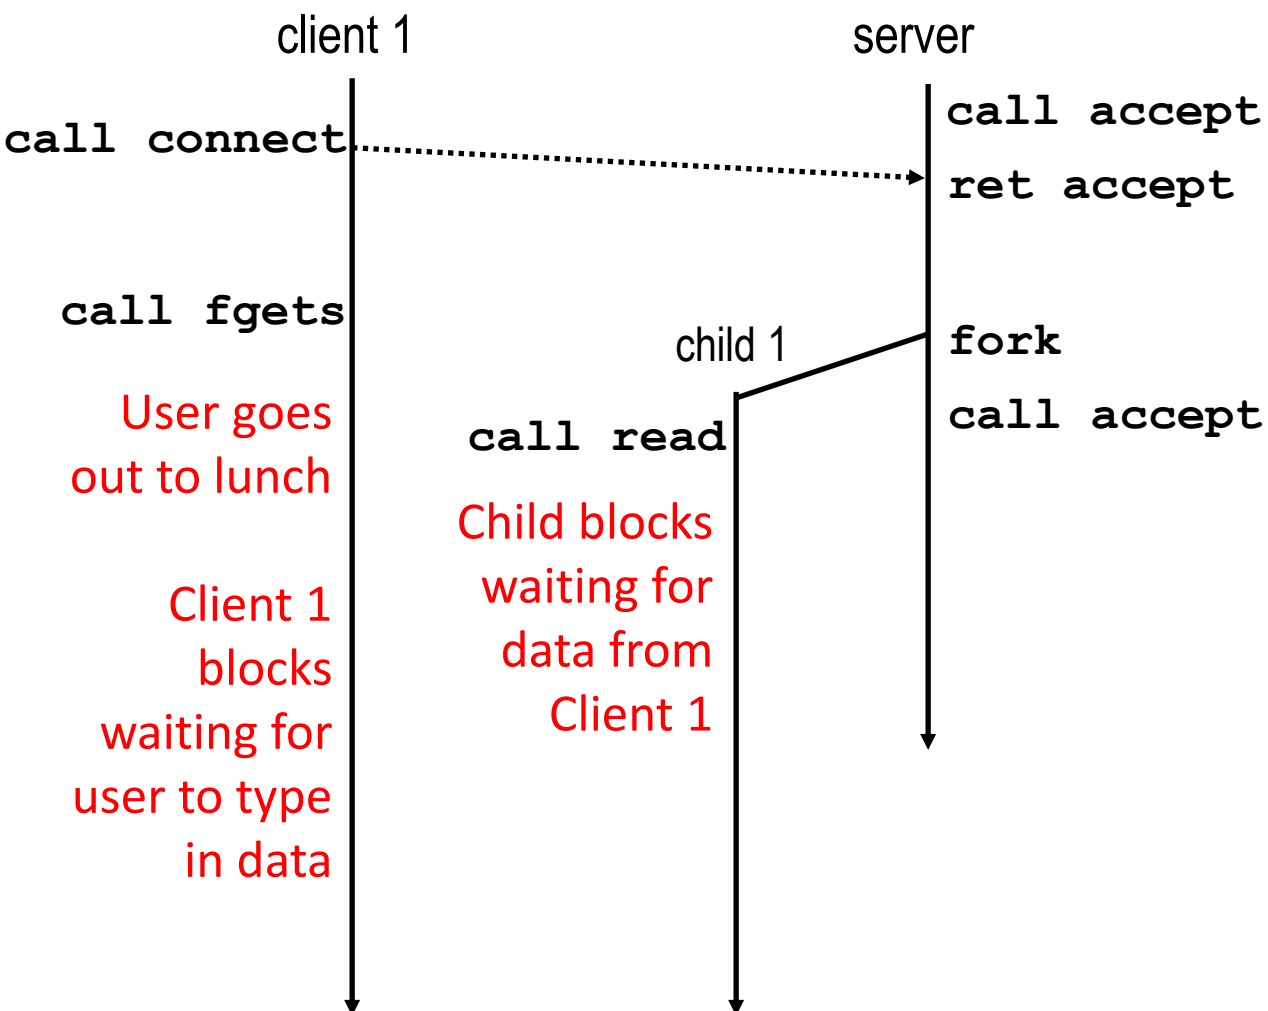 client 1
server
call accept
call connect
ret accept
call fgets
child 1
fork
User goes
out to lunch
call accept
call read
Child blocks
waiting for
data from
Client 1
Client 1
blocks
waiting for
user to type
in data